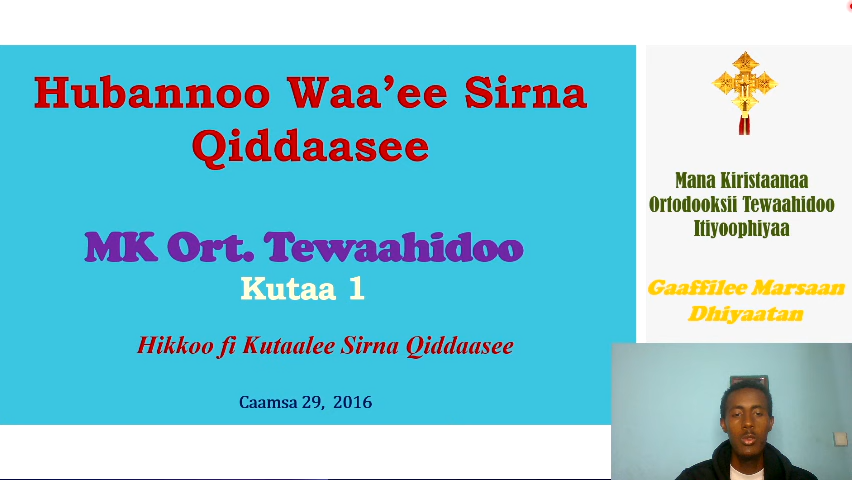 Hubannoo Waa’ee Sirna
Qiddaasee
MK Ort. Tewaahidoo
Kutaa 1
Hikkoo fi Kutaalee Sirna Qiddaasee
Caamsa 29, 2016
Mana Kiristaanaa
Ortodooksii Tewaahidoo
Itiyoophiyaa
Gaaffilee Marsaan
Dhiyaatan